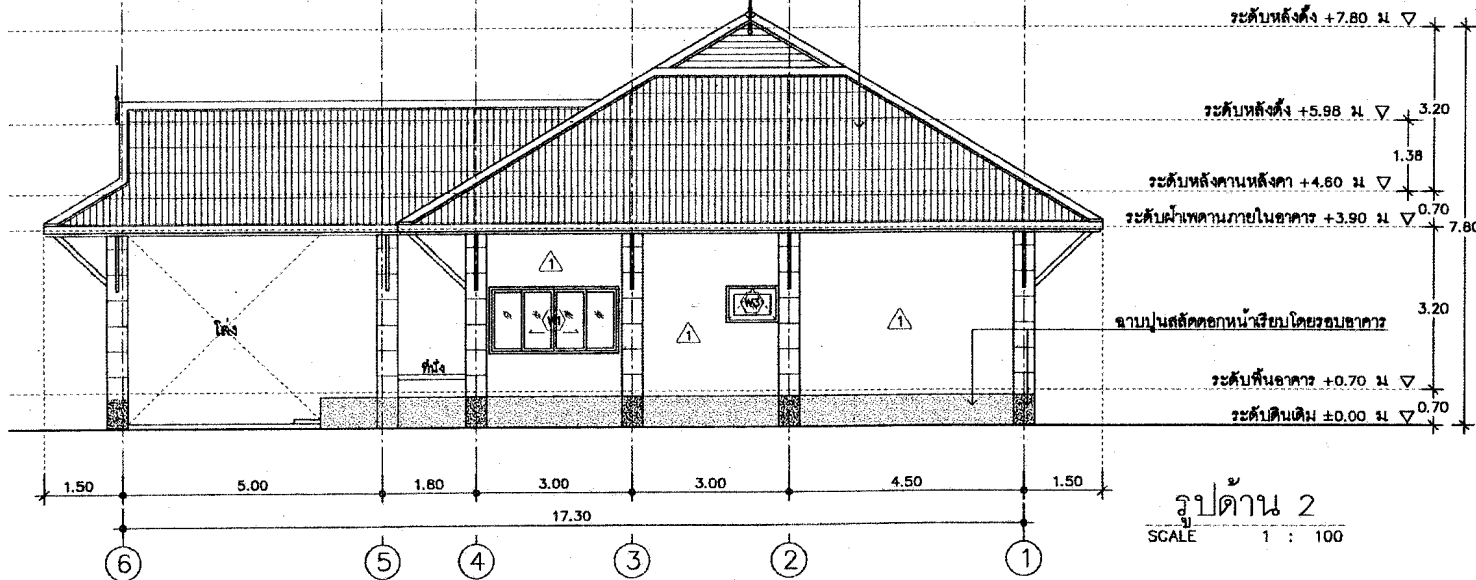 ระดับหลังตั้ง +7.80 ม
ระดับหลังตั้ง +5.98 ม
3.20
1.38
ระดับหลังคานหลังคา +4.60 ม
0.70
ระดับฝ้าเพดานภายในอาคาร +3.90 ม
7.80
1
W1
W3
1
1
โล่ง
ฉาบปูนสลัดดอกหน้าเรียบโดยรอบอาคาร
3.20
ที่นั่ง
ระดับพื้นอาคาร +0.70 ม
0.70
ระดับดินเดิม ±0.00 ม
1.50 5.00 1.80 3.00 3.00 4.50 1.50
17.30
6 5 4 3 2 1
รูปด้าน 2
SCALE 1 : 100